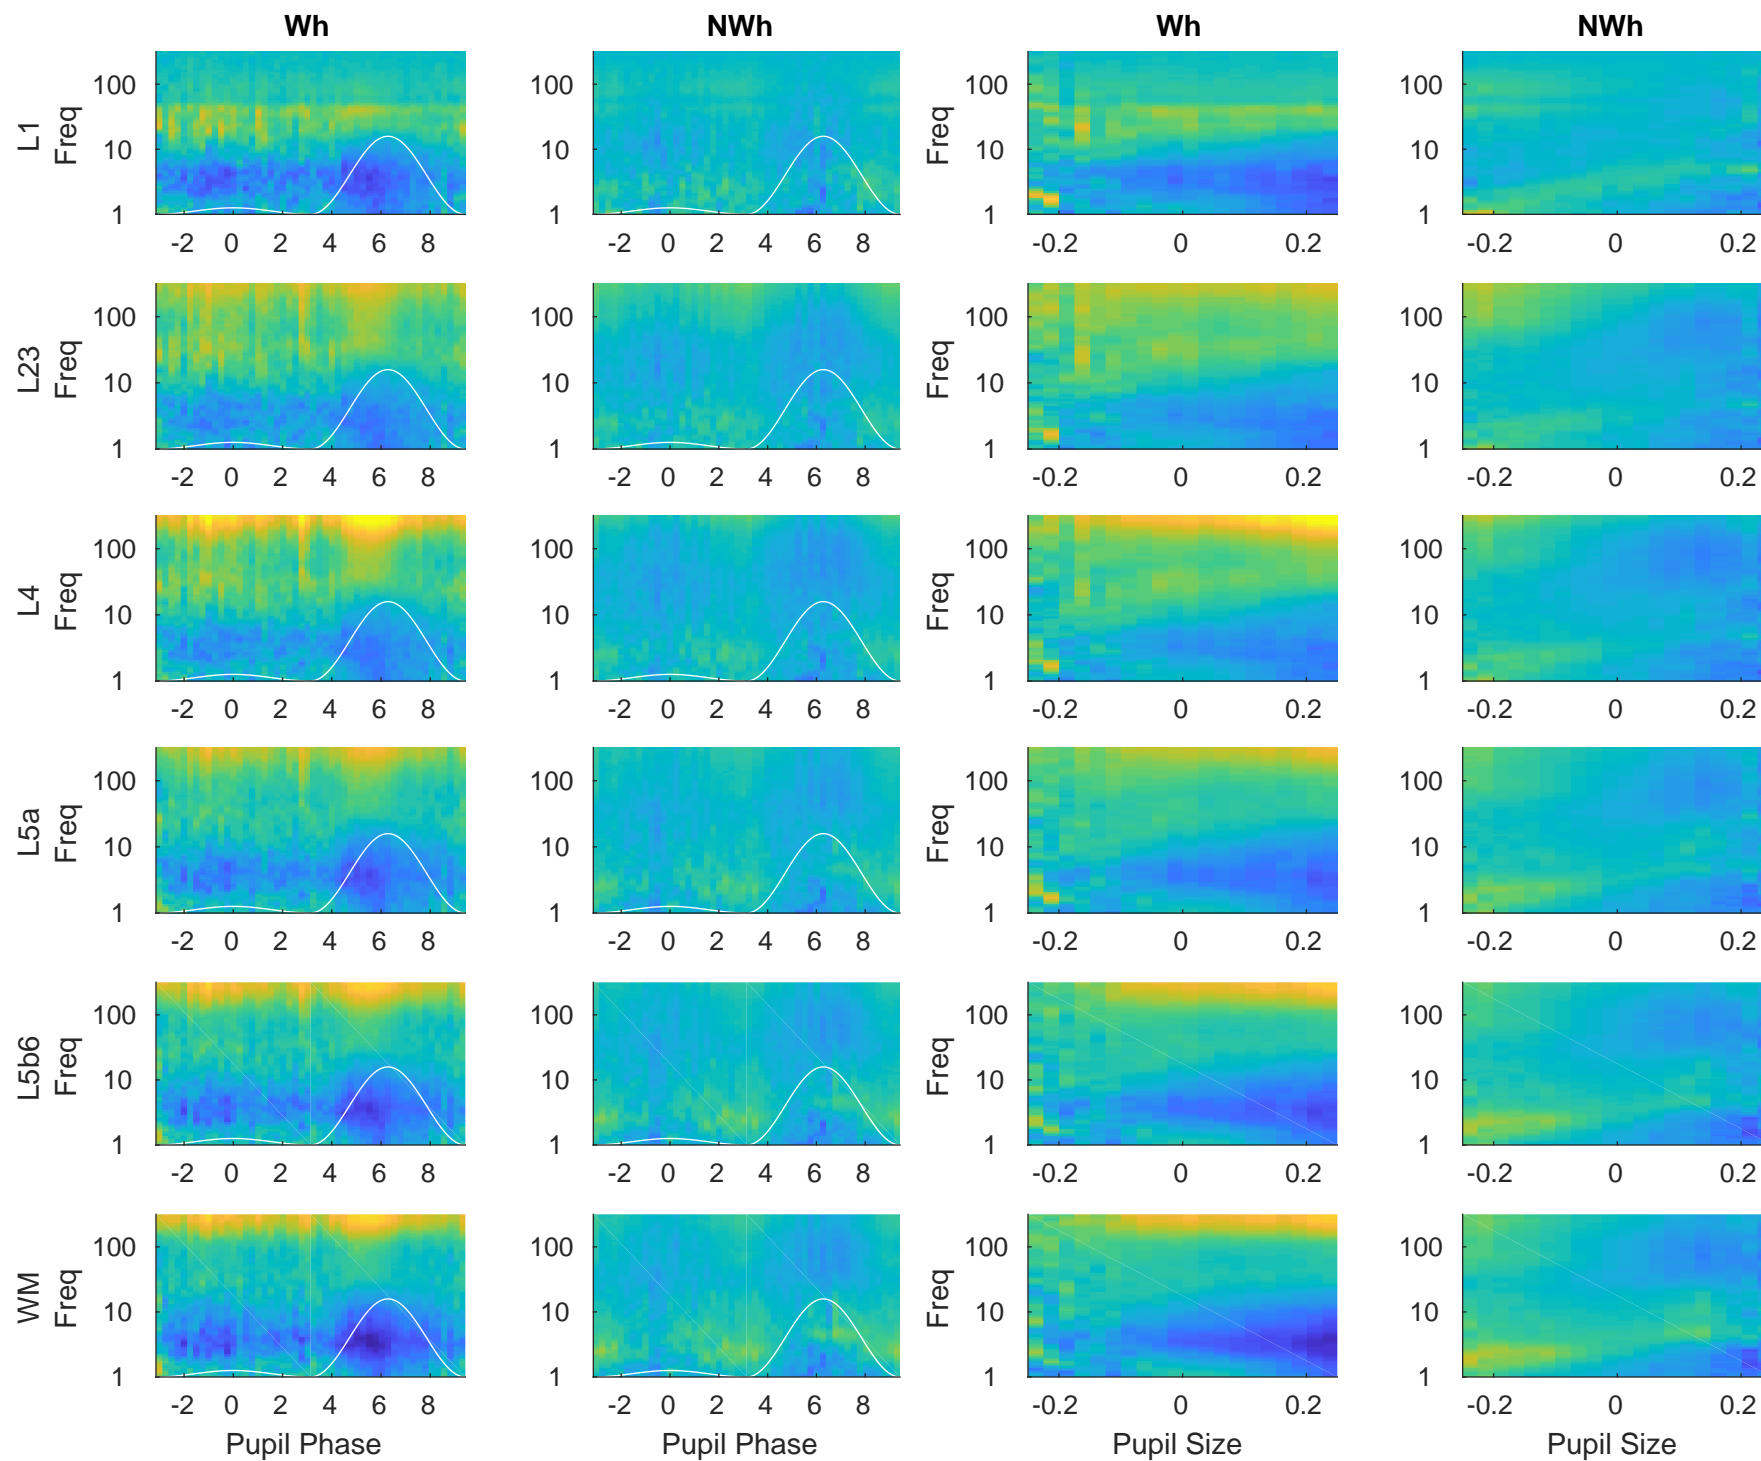 Wh NWh Wh NWh
L1 Freq 100 10 1 -2 0 2 4 6 8
100 10 1 -2 0 2 4 6 8
Freq 100 10 1 -0.2 0 0.2
100 10 1 -0.2 0 0.2
L23 Freq 100 10 1 -2 0 2 4 6 8
100 10 1 -2 0 2 4 6 8
Freq 100 10 1 -0.2 0 0.2
100 10 1 -0.2 0 0.2
L4 Freq 100 10 1 -2 0 2 4 6 8
100 10 1 -2 0 2 4 6 8
Freq 100 10 1 -0.2 0 0.2
100 10 1 -0.2 0 0.2
L5a Freq 100 10 1 -2 0 2 4 6 8
100 10 1 -2 0 2 4 6 8
Freq 100 10 1 -0.2 0 0.2
100 10 1 -0.2 0 0.2
L5b6 Freq 100 10 1 -2 0 2 4 6 8
100 10 1 -2 0 2 4 6 8
Freq 100 10 1 -0.2 0 0.2
100 10 1 -0.2 0 0.2
WM Freq 100 10 1 -2 0 2 4 6 8
100 10 1 -2 0 2 4 6 8
Freq 100 10 1 -0.2 0 0.2
100 10 1 -0.2 0 0.2
Pupil Phase Pupil Phase Pupil Size Pupil Size